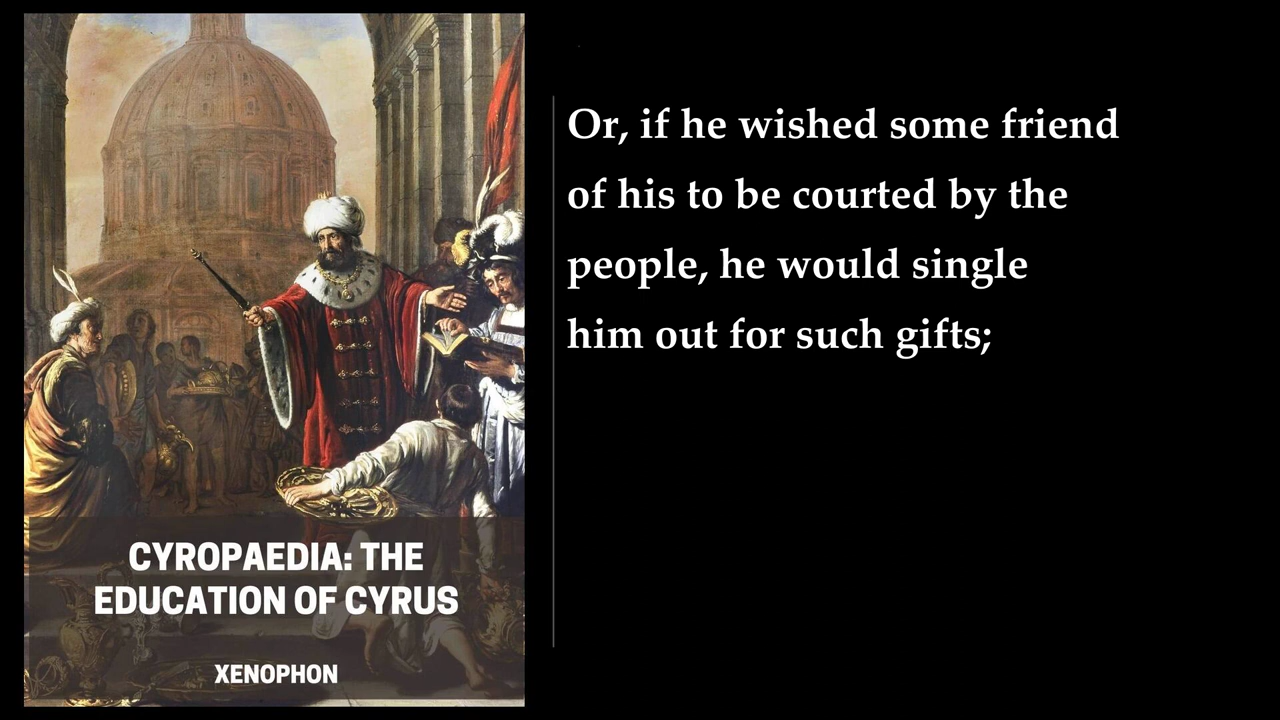 CYROPAEDIA: THE
EDUCATION OF CYRUS
XENOPHON
Or, if he wished some friend
of his to be courted by the
people, he would single
him out for such gifts;